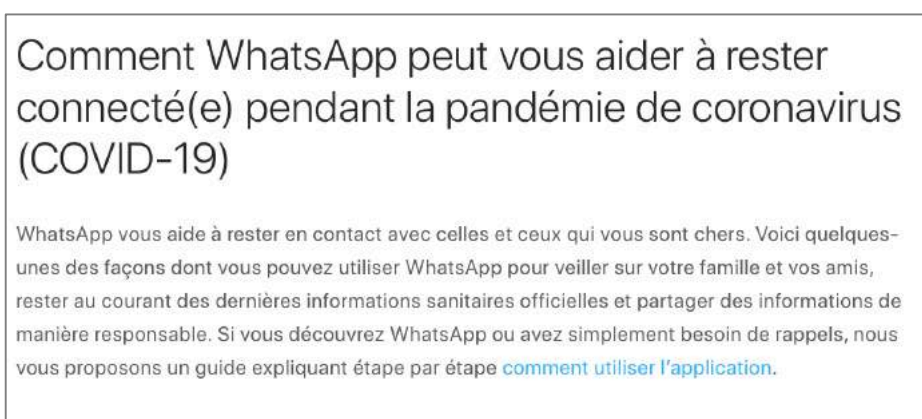 Comment WhatsApp peut vous aider à rester
connecté(e) pendant la pandémie de coronavirus
(COVID-19)
WhatsApp vous aide à rester en contact avec celles et ceux qui vous sont chers. Voici quelques-
unes des façons dont vous pouvez utiliser WhatsApp pour veiller sur votre famille et vos amis,
rester au courant des dernières informations sanitaires officielles et partager des informations de
manière responsable. Si vous découvrez WhatsApp ou avez simplement besoin de rappels, nous
vous proposons un guide expliquant étape par étape comment utiliser l'application.